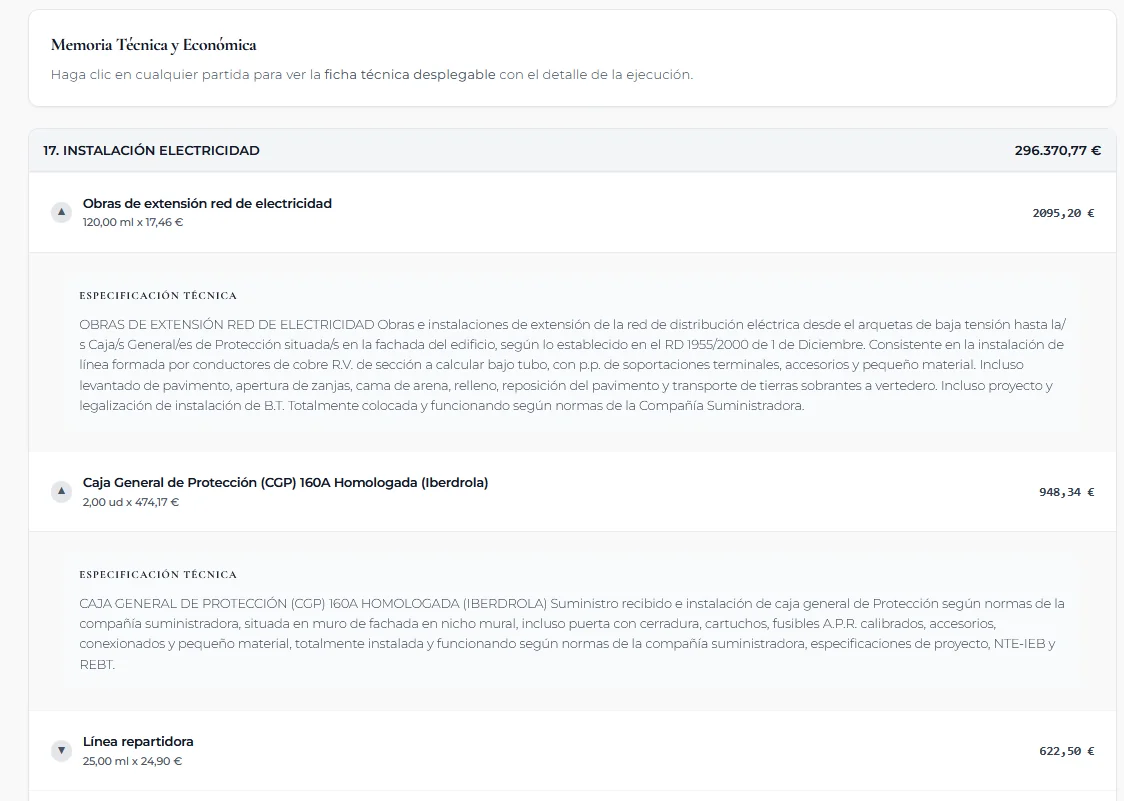 Memoria Técnica y Económica
Haga clic en cualquier partida para ver la ficha técnica desplegable con el detalle de la ejecución.
17. INSTALACIÓN ELECTRICIDAD 296.370,77 €
▲ Obras de extensión red de electricidad
120,00 ml x 17,46 € 2095,20 €
ESPECIFICACIÓN TÉCNICA
OBRAS DE EXTENSIÓN RED DE ELECTRICIDAD Obras e instalaciones de extensión de la red de distribución eléctrica desde el arquetas de baja tensión hasta la/
s Caja/s General/es de Protección situada/s en la fachada del edificio, según lo establecido en el RD 1955/2000 de 1 de Diciembre. Consistente en la instalación de
línea formada por conductores de cobre R.V. de sección a calcular bajo tubo, con p.p. de soportaciones terminales, accesorios y pequeño material. Incluso
levantado de pavimento, apertura de zanjas, cama de arena, relleno, reposición del pavimento y transporte de tierras sobrantes a vertedero. Incluso proyecto y
legalización de instalación de B.T. Totalmente colocada y funcionando según normas de la Compañía Suministradora.
▲ Caja General de Protección (CGP) 160A Homologada (Iberdrola)
2,00 ud x 474,17 € 948,34 €
ESPECIFICACIÓN TÉCNICA
CAJA GENERAL DE PROTECCIÓN (CGP) 160A HOMOLOGADA (IBERDROLA) Suministro recibido e instalación de caja general de Protección según normas de la
compañía suministradora, situada en muro de fachada en nicho mural, incluso puerta con cerradura, cartuchos, fusibles A.P.R. calibrados, accesorios,
conexionados y pequeño material, totalmente instalada y funcionando según normas de la compañía suministradora, especificaciones de proyecto, NTE-IEB y
REBT.
▼ Línea repartidora
25,00 ml x 24,90 € 622,50 €